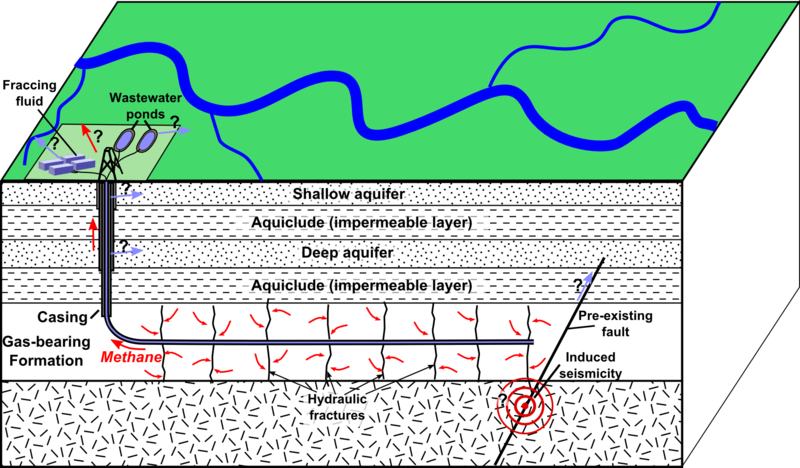 Fraccing
fluid
Wastewater
ponds
?
?
?
?
Shallow aquifer
Aquiclude (impermeable layer)
?
Deep aquifer
Aquiclude (impermeable layer)
?
Casing
Pre-existing
fault
Gas-bearing
Formation
Methane
Induced
seismicity
Hydraulic
fractures
?